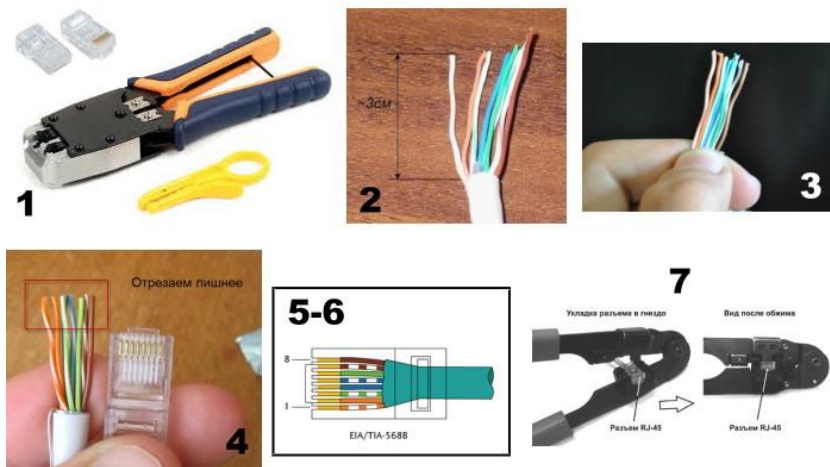 1
~3см
2
3
Отрезаем лишнее
4
5-6
8
1
EIA/TIA-568B
7
Укладка разъема в гнездо
Вид после обжима
Разъем RJ-45
Разъем RJ-45